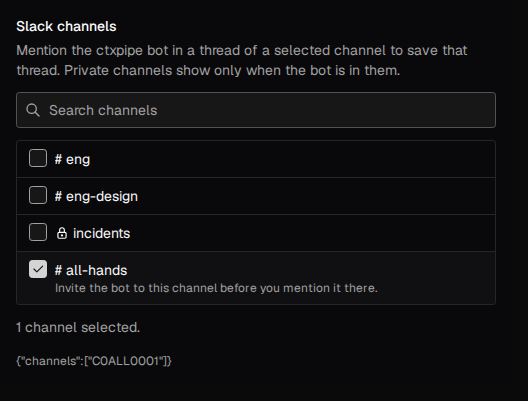 Slack channels
Mention the ctxpipe bot in a thread of a selected channel to save that
thread. Private channels show only when the bot is in them.
Search channels
# eng
# eng-design
incidents
# all-hands
Invite the bot to this channel before you mention it there.
1 channel selected.
{"channels":["C0ALL0001"]}